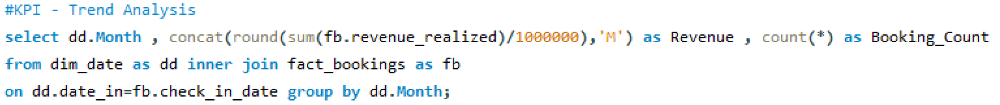 #KPI - Trend Analysis
select dd.Month , concat(round(sum(fb.revenue_realized)/1000000),'M') as Revenue , count(*) as Booking_Count
from dim_date as dd inner join fact_bookings as fb
on dd.date_in=fb.check_in_date group by dd.Month;